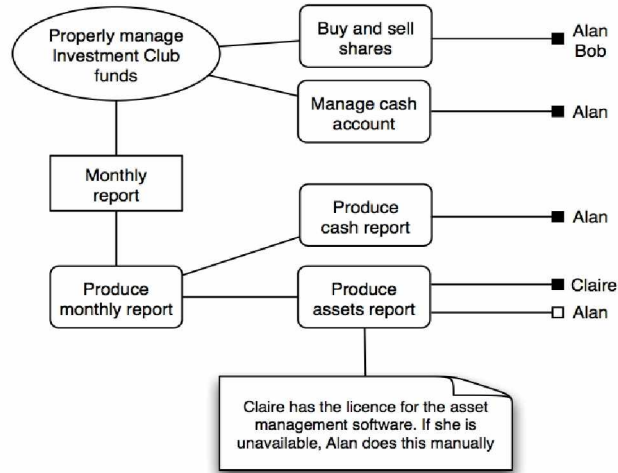 Properly manage
Investment Club
funds
Buy and sell
shares
Alan
Bob
Manage cash
account
Alan
Monthly
report
Produce
cash report
Alan
Produce
monthly report
Produce
assets report
Claire
Alan
Claire has the licence for the asset
management software. If she is
unavailable, Alan does this manually